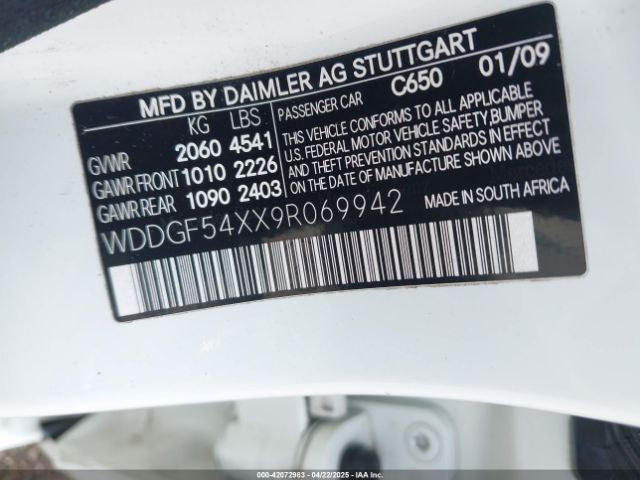 MFD BY DAIMLER AG STUTTGART
KG LBS
GVWR 2060 4541
GAWR FRONT 1010 2226
GAWR REAR 1090 2403
PASSENGER CAR C650 01/09
THIS VEHICLE CONFORMS TO ALL APPLICABLE
U.S. FEDERAL MOTOR VEHICLE SAFETY, BUMPER
AND THEFT PREVENTION STANDARDS IN EFFECT
ON THE DATE OF MANUFACTURE SHOWN ABOVE.
MADE IN SOUTH AFRICA
WDDGF54XX9R069942
000-42072983 - 04/22/2025 - IAAI, Inc.